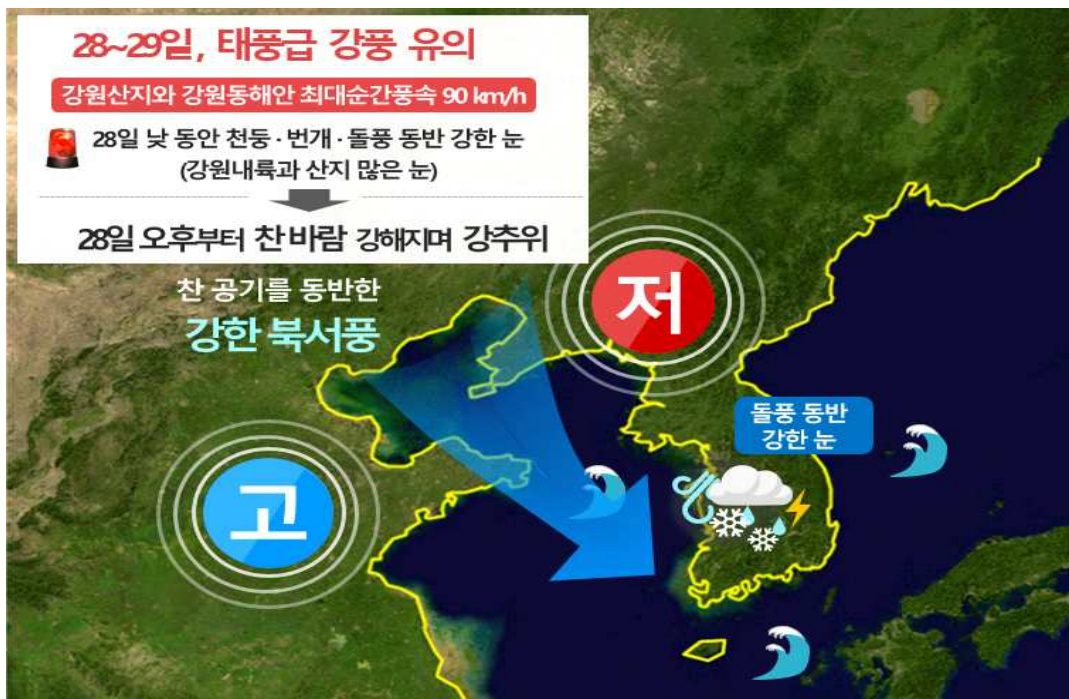 28~29일, 태풍급 강풍 유의
강원산지와 강원동해안 최대순간풍속 90 km/h
28일 낮 동안 천둥·번개·돌풍 동반 강한 눈
(강원내륙과 산지 많은 눈)
28일 오후부터 찬 바람 강해지며 강추위
찬 공기를 동반한
강한 북서풍
저
돌풍 동반
강한 눈
고